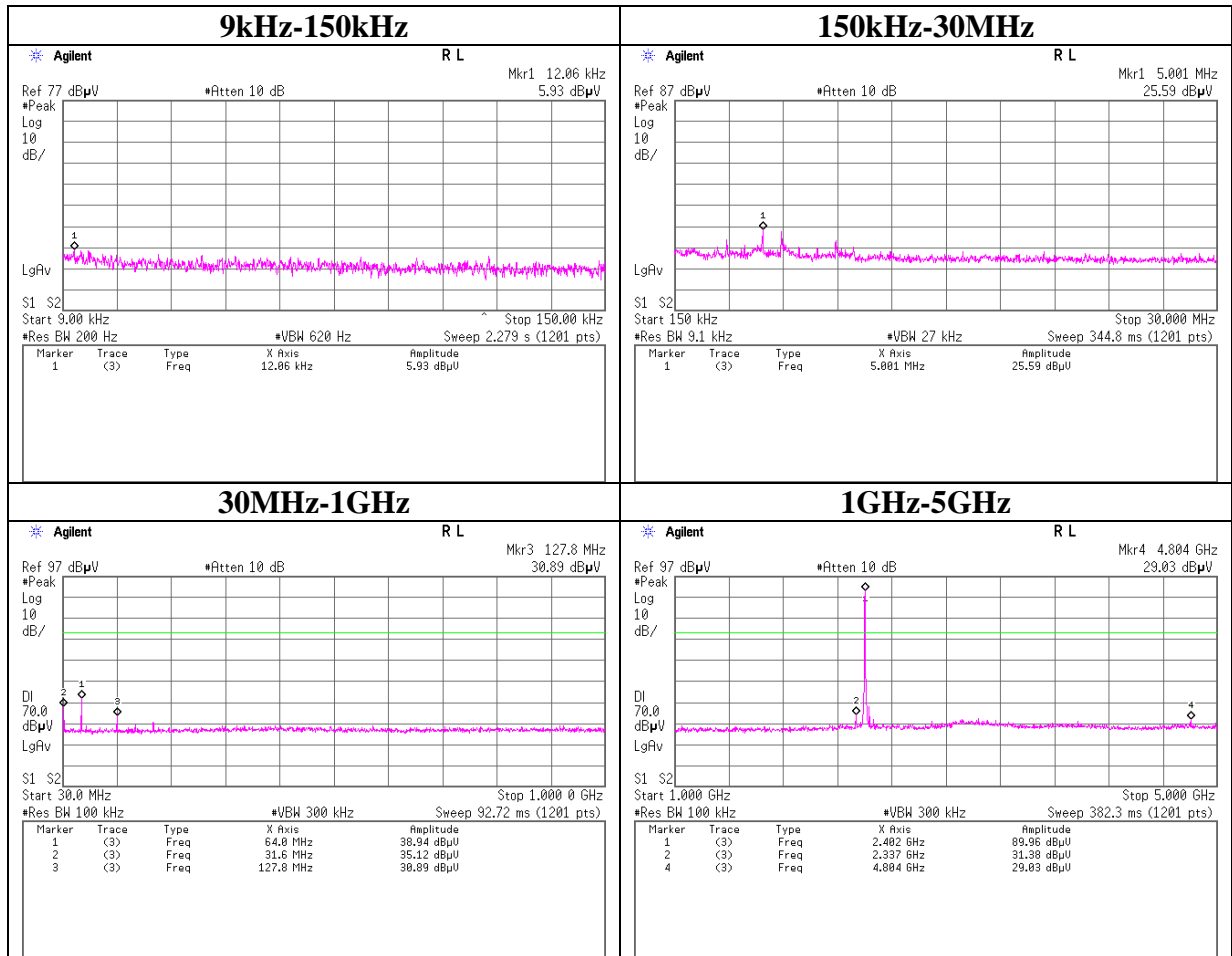 9kHz-150kHz
Agilent R L
Mkr1 12.06 kHz
Ref 77 dBµV #Atten 10 dB 5.93 dBµV
#Peak
Log
10
dB/
1
LgAv
S1 S2
Start 9.00 kHz ^ Stop 150.00 kHz
#Res BW 200 Hz #VBW 620 Hz Sweep 2.279 s (1201 pts)
Marker Trace Type X Axis Amplitude
1 (3) Freq 12.06 kHz 5.93 dBµV
150kHz-30MHz
Agilent R L
Mkr1 5.001 MHz
Ref 87 dBµV #Atten 10 dB 25.59 dBµV
#Peak
Log
10
dB/
1
LgAv
S1 S2
Start 150 kHz Stop 30.000 MHz
#Res BW 9.1 kHz #VBW 27 kHz Sweep 344.8 ms (1201 pts)
Marker Trace Type X Axis Amplitude
1 (3) Freq 5.001 MHz 25.59 dBµV
30MHz-1GHz
Agilent R L
Mkr3 127.8 MHz
Ref 97 dBµV #Atten 10 dB 30.89 dBµV
#Peak
Log
10
dB/
1
2
3
DI
70.0
dBµV
LgAv
S1 S2
Start 30.0 MHz Stop 1.000 0 GHz
#Res BW 100 kHz #VBW 300 kHz Sweep 92.72 ms (1201 pts)
Marker Trace Type X Axis Amplitude
1 (3) Freq 64.0 MHz 38.94 dBµV
2 (3) Freq 31.6 MHz 35.12 dBµV
3 (3) Freq 127.8 MHz 30.89 dBµV
1GHz-5GHz
Agilent R L
Mkr4 4.804 GHz
Ref 97 dBµV #Atten 10 dB 29.03 dBµV
#Peak
Log
10
dB/
1
2
4
DI
70.0
dBµV
LgAv
S1 S2
Start 1.000 GHz Stop 5.000 GHz
#Res BW 100 kHz #VBW 300 kHz Sweep 382.3 ms (1201 pts)
Marker Trace Type X Axis Amplitude
1 (3) Freq 2.402 GHz 89.96 dBµV
2 (3) Freq 2.337 GHz 31.38 dBµV
4 (3) Freq 4.804 GHz 29.03 dBµV